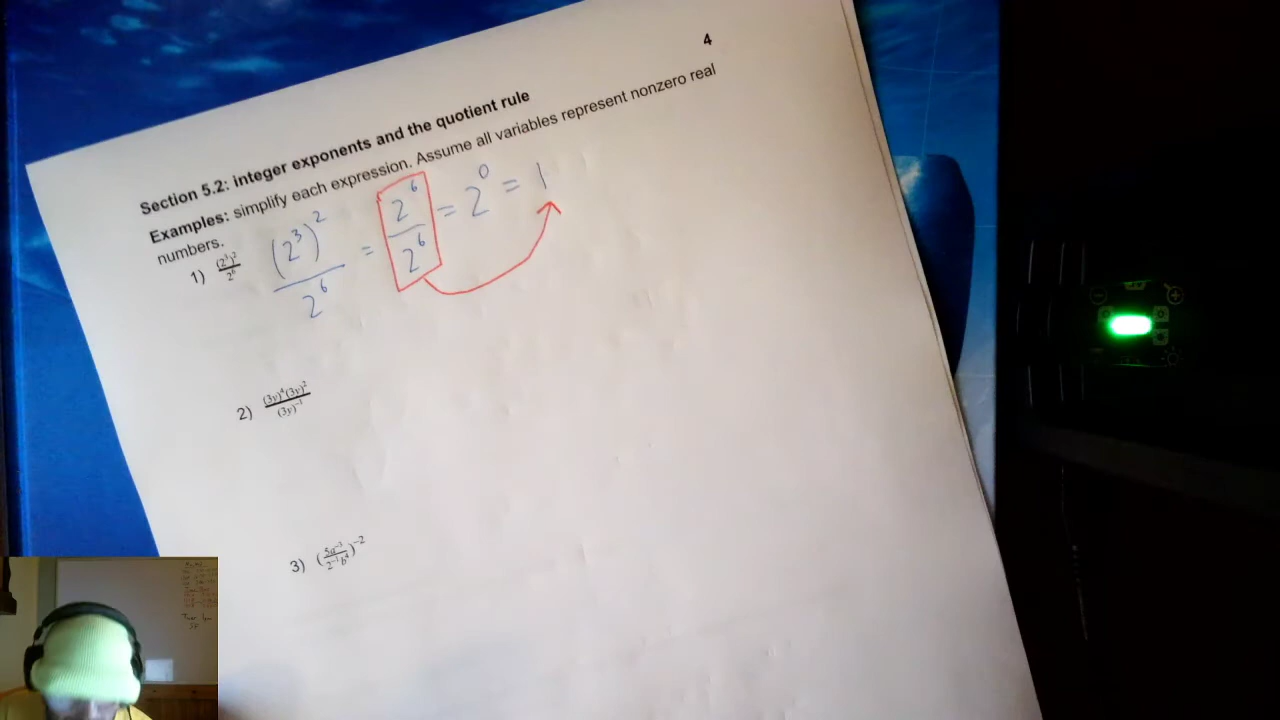 4
Section 5.2: integer exponents and the quotient rule
Examples: simplify each expression. Assume all variables represent nonzero real
numbers.
1) (2³)²/2⁶ (2³)²/2⁶ = 2⁶/2⁶ = 2⁰ = 1
2) (3y)⁴(3y)²/(3y)⁻¹
3) (5a⁻³/2⁻¹b⁴)⁻²